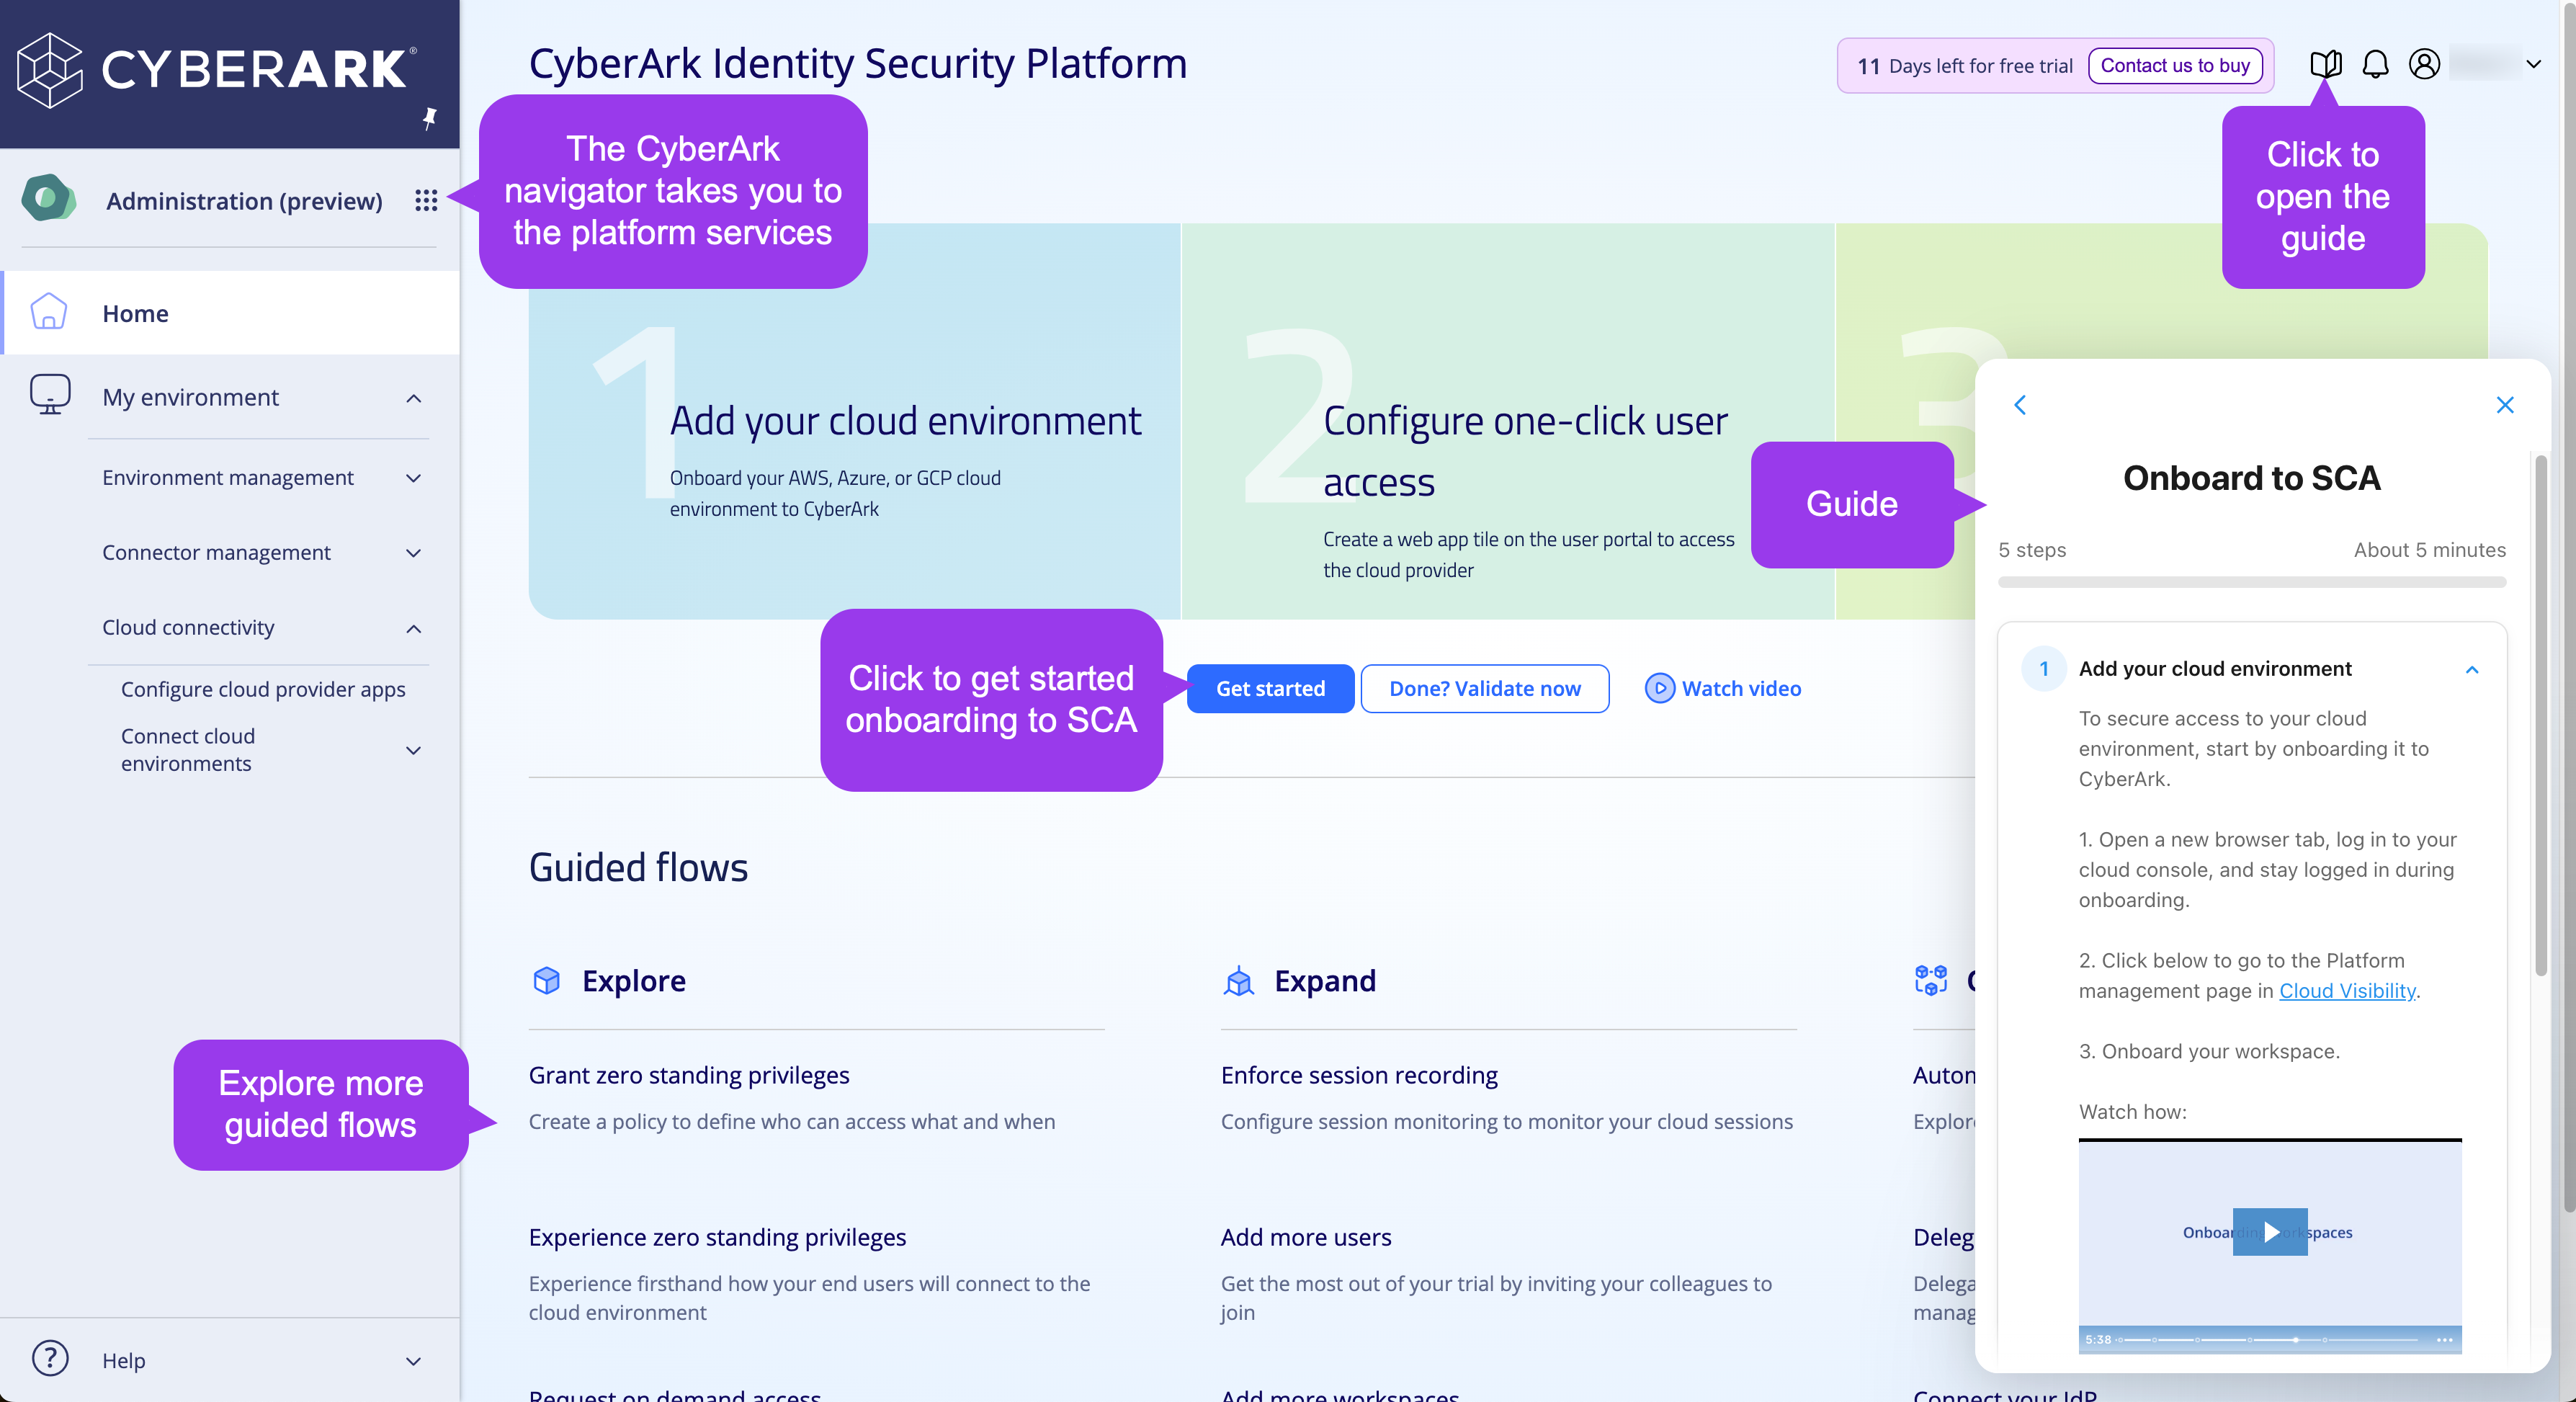 CYBERARK®
Administration (preview)
Home
My environment
Environment management
Connector management
Cloud connectivity
Configure cloud provider apps
Connect cloud
environments
Help
CyberArk Identity Security Platform
11 Days left for free trial
Contact us to buy
The CyberArk
navigator takes you to
the platform services
Click to
open the
guide
1
Add your cloud environment
Onboard your AWS, Azure, or GCP cloud
environment to CyberArk
2
Configure one-click user
access
Create a web app tile on the user portal to access
the cloud provider
3
Guide
Click to get started
onboarding to SCA
Get started
Done? Validate now
Watch video
Guided flows
Explore more
guided flows
Explore
Grant zero standing privileges
Create a policy to define who can access what and when
Experience zero standing privileges
Experience firsthand how your end users will connect to the
cloud environment
Request on demand access
Expand
Enforce session recording
Configure session monitoring to monitor your cloud sessions
Add more users
Get the most out of your trial by inviting your colleagues to
join
Add more workspaces
Connect your IdP
Onboard to SCA
5 steps
About 5 minutes
1
Add your cloud environment
To secure access to your cloud
environment, start by onboarding it to
CyberArk.
1. Open a new browser tab, log in to your
cloud console, and stay logged in during
onboarding.
2. Click below to go to the Platform
management page in Cloud Visibility.
3. Onboard your workspace.
Watch how:
5:38